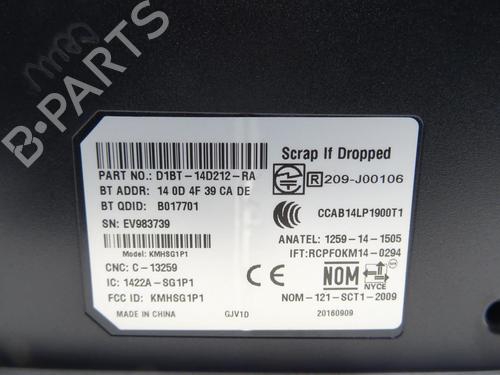 B-PARTS
PART NO.: D1BT-14D212-RA
BT ADDR: 14 0D 4F 39 CA DE
BT QDID: B017701
SN: EV983739
Model: KMHSG1P1
CNC: C-13259
IC: 1422A-SG1P1
FCC ID: KMHSG1P1
MADE IN CHINA
GJV1D
Scrap If Dropped
R 209-J00106
CCC
CCAB14LP1900T1
ANATEL: 1259-14-1505
IFT:RCPFOKM14-0294
CE
NOM
NYCE
NOM-121-SCT1-2009
20160909